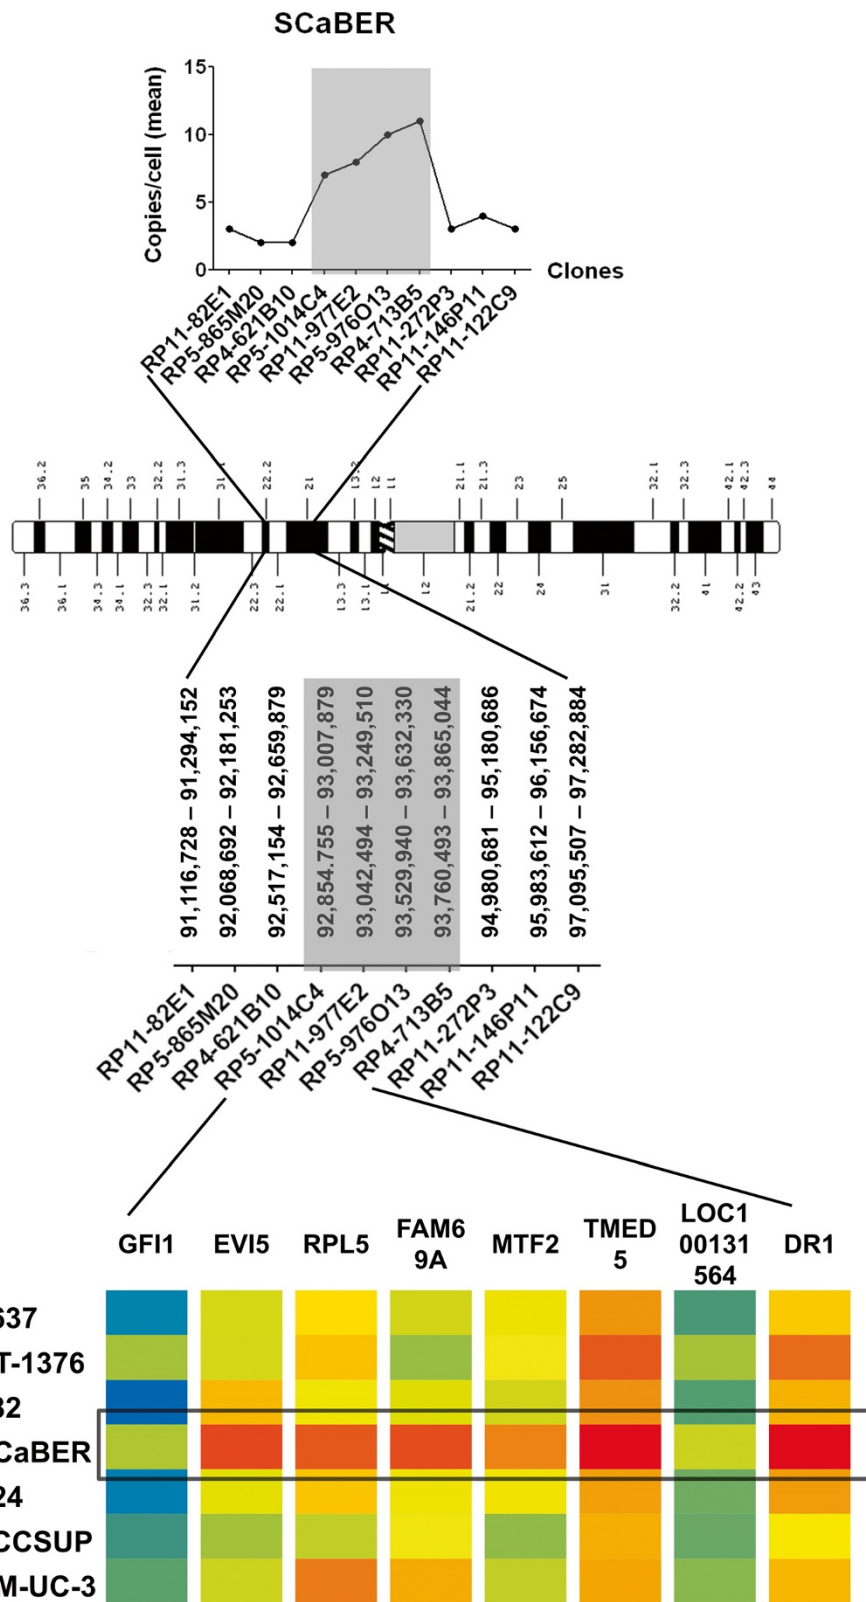 SCaBER
Copies/cell (mean)
15
10
5
0
Clones
RP11-82E1
RP5-865M20
RP4-621B10
RP5-1014C4
RP11-977E2
RP5-976O13
RP4-713B5
RP11-272P3
RP11-146P11
RP11-122C9
36.2
35
34.2
33
32.2
31.3
31.1
22.2
21
13.2
12
11
21.1
21.3
23
25
32.1
32.3
42.1
42.3
44
36.3
36.1
34.3
34.1
32.3
32.1
31.2
22.3
22.1
13.3
13.1
12
21.2
22
24
31
32.2
41
42.2
43
91,116,728 – 91,294,152
92,068,692 – 92,181,253
92,517,154 – 92,659,879
92,854.755 – 93,007,879
93,042,494 – 93,249,510
93,529,940 – 93,632,330
93,760,493 – 93,865,044
94,980,681 – 95,180,686
95,983,612 – 96,156,674
97,095,507 – 97,282,884
RP11-82E1
RP5-865M20
RP4-621B10
RP5-1014C4
RP11-977E2
RP5-976O13
RP4-713B5
RP11-272P3
RP11-146P11
RP11-122C9
GFI1
EVI5
RPL5
FAM6
9A
MTF2
TMED
5
LOC1
00131
564
DR1
637
T-1376
32
CaBER
24
CCSUP
M-UC-3